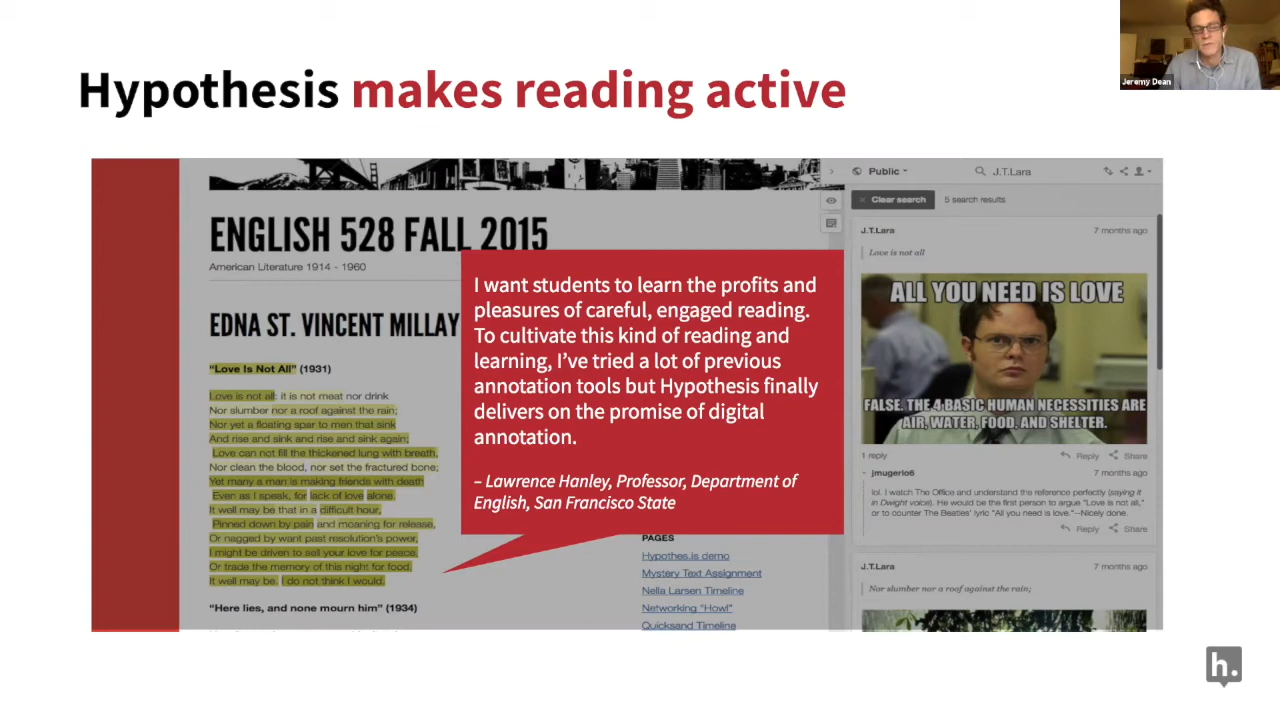 Hypothesis makes reading active
Jeremy Dean
ENGLISH 528 FALL 2015
American Literature 1914 - 1960
EDNA ST. VINCENT MILLAY
"Love Is Not All" (1931)
Love is not all: it is not meat nor drink
Nor slumber nor a roof against the rain;
Nor yet a floating spar to men that sink
And rise and sink and rise and sink again;
Love can not fill the thickened lung with breath,
Nor clean the blood, nor set the fractured bone;
Yet many a man is making friends with death
Even as I speak, for lack of love alone.
It well may be that in a difficult hour,
Pinned down by pain and moaning for release,
Or nagged by want past resolution's power,
I might be driven to sell your love for peace,
Or trade the memory of this night for food.
It well may be. I do not think I would.
"Here lies, and none mourn him" (1934)
I want students to learn the profits and
pleasures of careful, engaged reading.
To cultivate this kind of reading and
learning, I've tried a lot of previous
annotation tools but Hypothesis finally
delivers on the promise of digital
annotation.
– Lawrence Hanley, Professor, Department of
English, San Francisco State
PAGES
Hypothes.is demo
Mystery Text Assignment
Nella Larsen Timeline
Networking "Howl"
Quicksand Timeline
Public
J.T.Lara
Clear search
5 search results
J.T.Lara
7 months ago
Love is not all
ALL YOU NEED IS LOVE
FALSE. THE 4 BASIC HUMAN NECESSITIES ARE
AIR, WATER, FOOD, AND SHELTER.
1 reply
Reply
Share
jmugerio6
7 months ago
lol. I watch The Office and understand the reference perfectly (saying it
in Dwight voice). He would be the first person to argue "Love is not all,"
or to counter The Beatles' lyric "All you need is love."--Nicely done.
Reply
Share
J.T.Lara
7 months ago
Nor slumber nor a roof against the rain;
h.